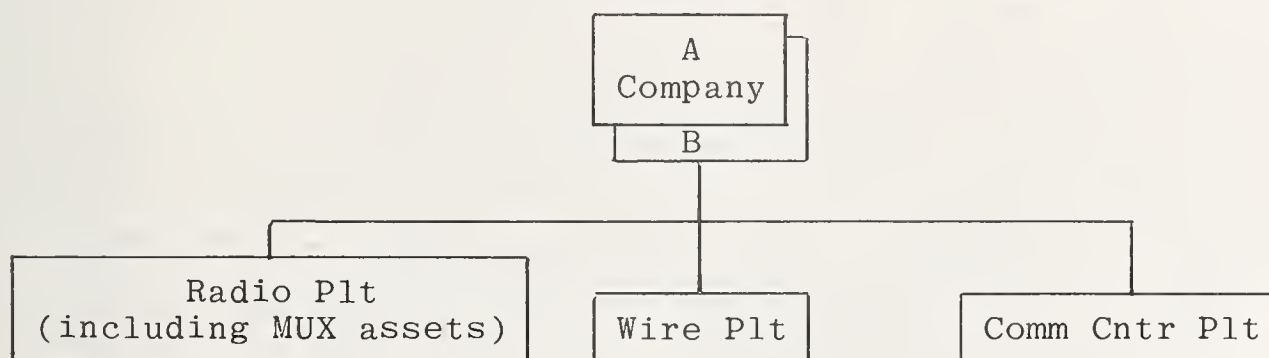 A
Company
B
Radio Plt
(including MUX assets)
Wire Plt
Comm Cntr Plt